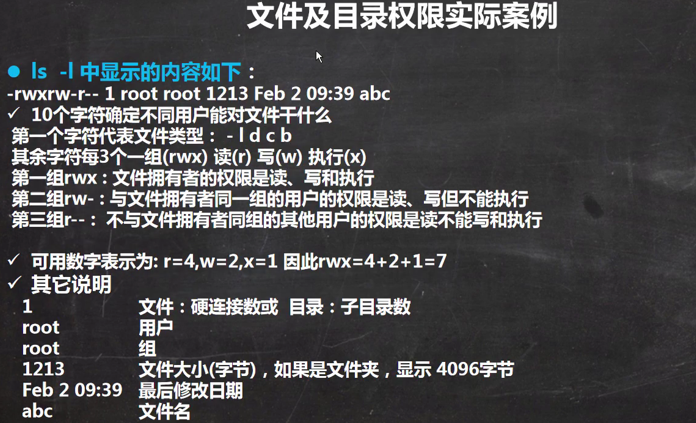 文件及目录权限实际案例
● ls -l 中显示的内容如下：
-rwxrw-r-- 1 root root 1213 Feb 2 09:39 abc
✓ 10个字符确定不同用户能对文件干什么
第一个字符代表文件类型： - l d c b
其余字符每3个一组(rwx) 读(r) 写(w) 执行(x)
第一组rwx : 文件拥有者的权限是读、写和执行
第二组rw- : 与文件拥有者同一组的用户的权限是读、写但不能执行
第三组r-- : 不与文件拥有者同组的其他用户的权限是读不能写和执行
✓ 可用数字表示为: r=4,w=2,x=1 因此rwx=4+2+1=7
✓ 其它说明
1 文件：硬连接数或 目录：子目录数
root 用户
root 组
1213 文件大小(字节)，如果是文件夹，显示 4096字节
Feb 2 09:39 最后修改日期
abc 文件名